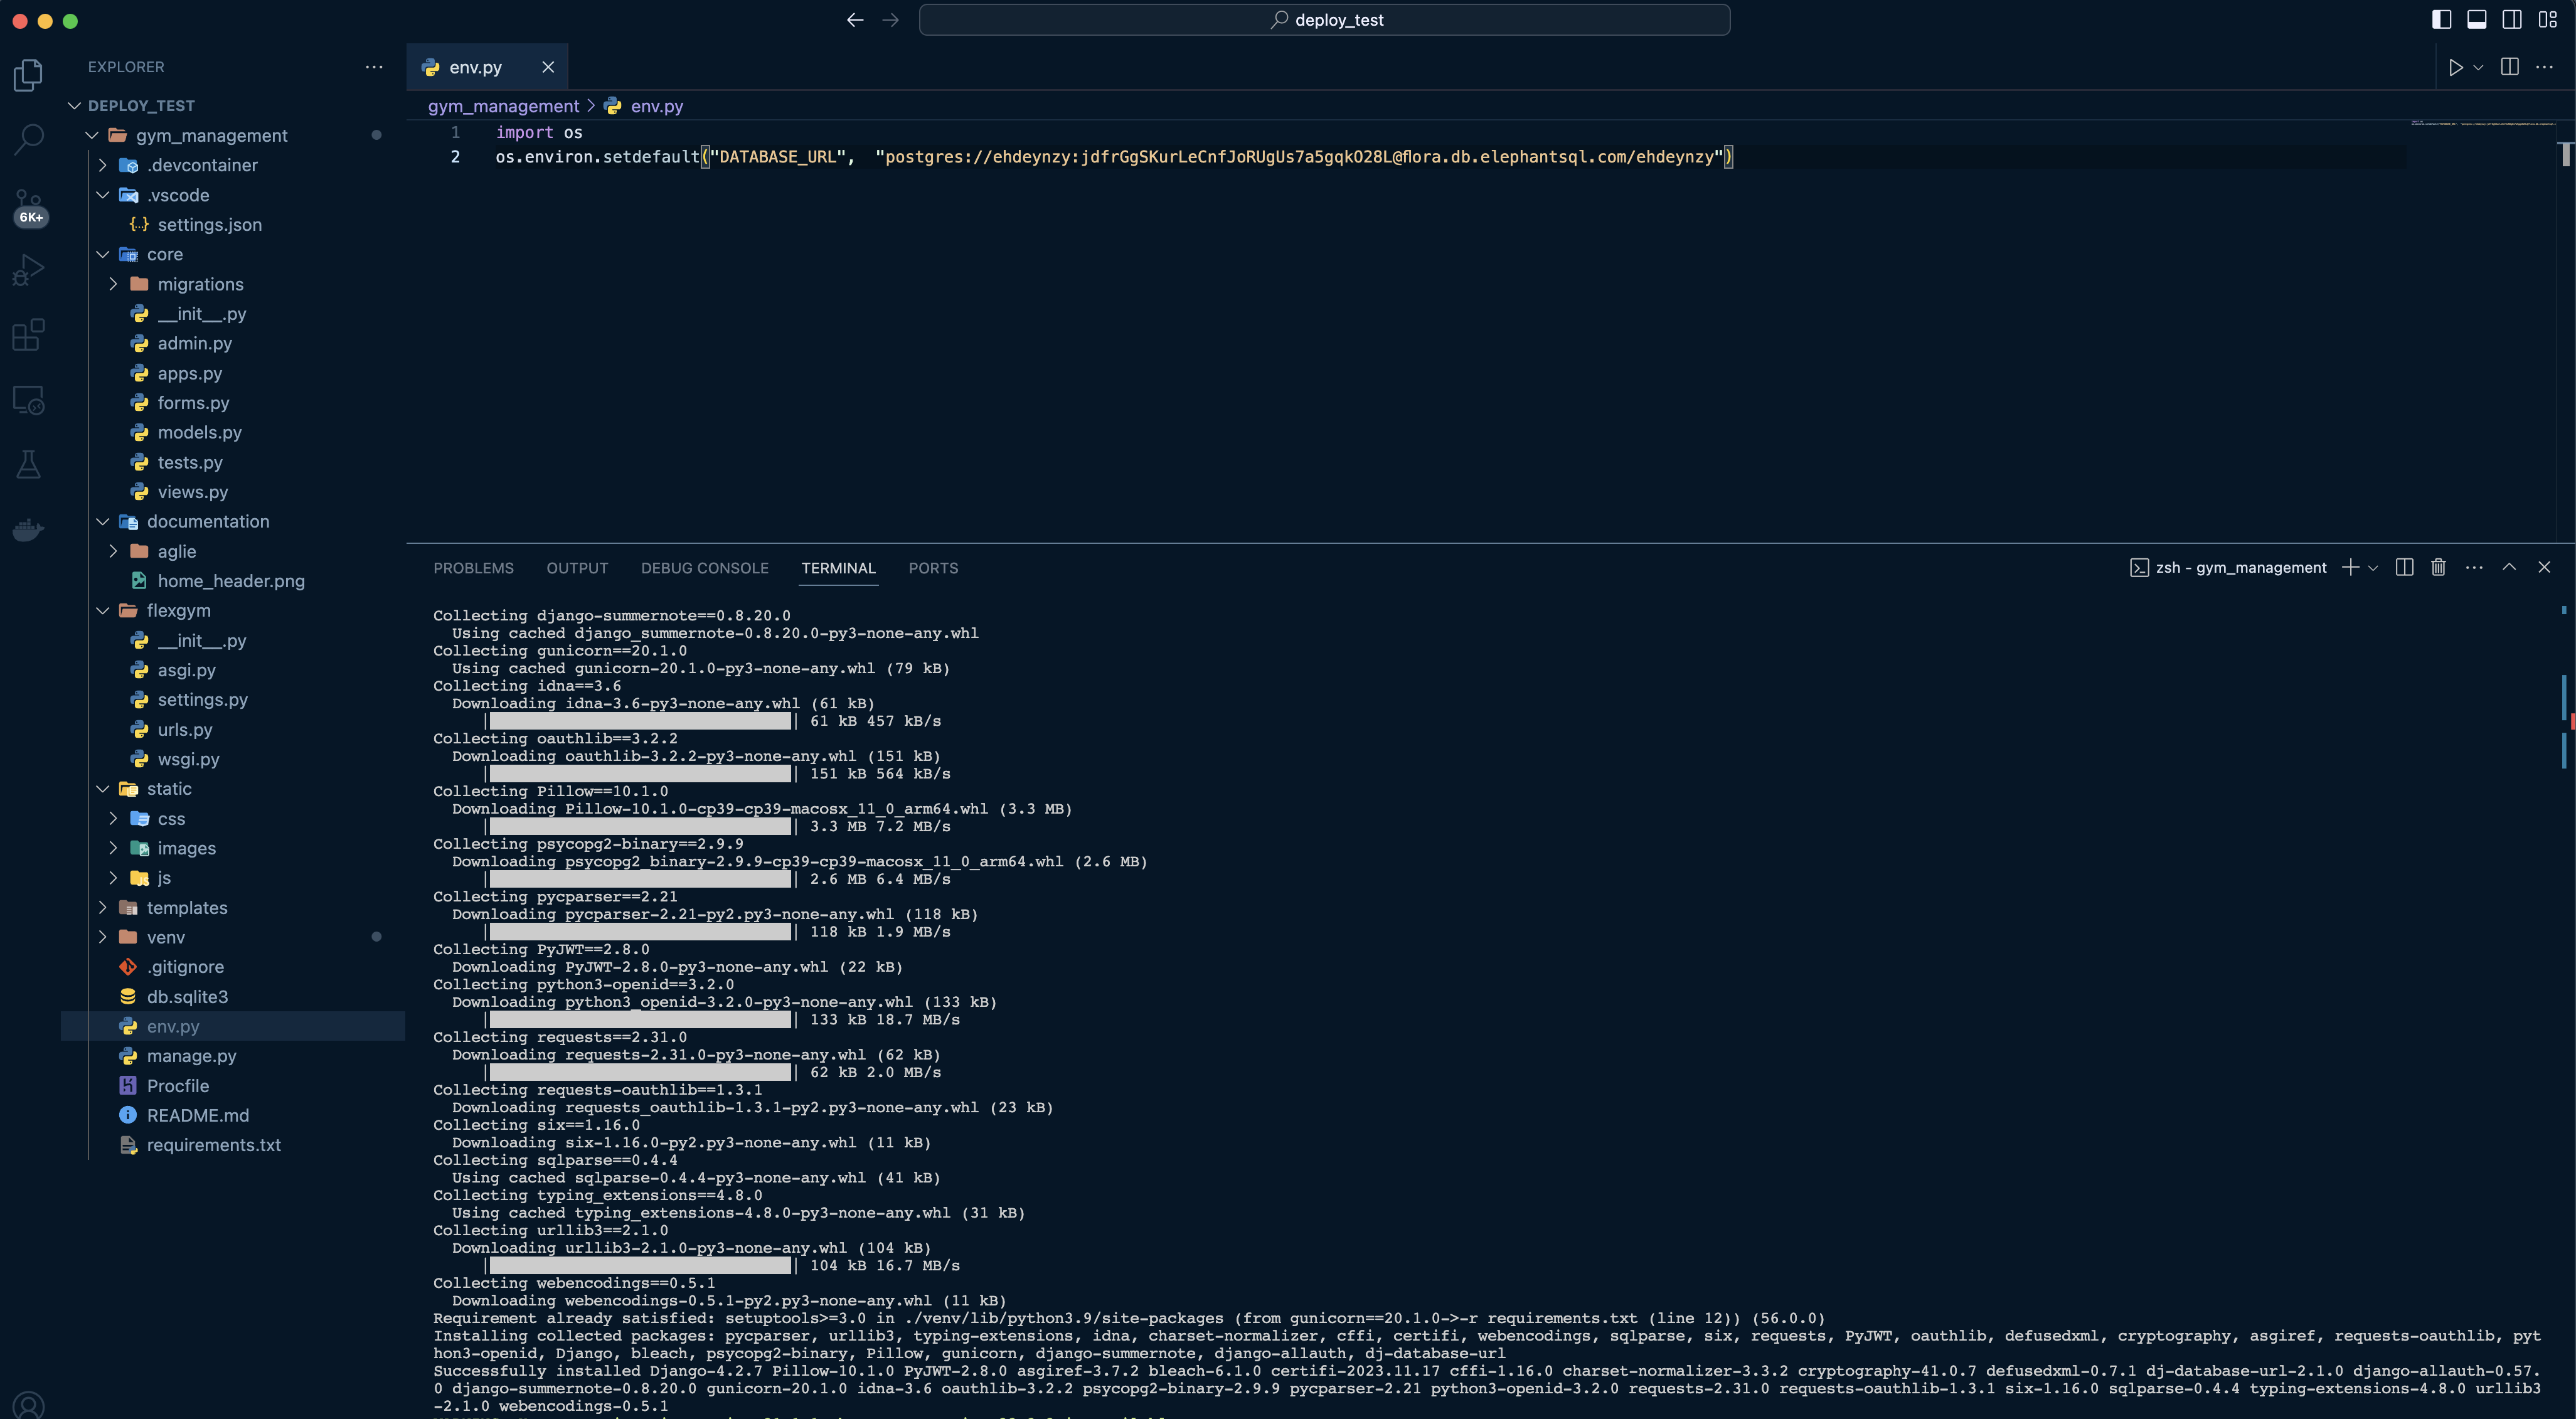 deploy_test
EXPLORER
DEPLOY_TEST
gym_management
.devcontainer
.vscode
settings.json
core
migrations
__init__.py
admin.py
apps.py
forms.py
models.py
tests.py
views.py
documentation
aglie
home_header.png
flexgym
__init__.py
asgi.py
settings.py
urls.py
wsgi.py
static
css
images
js
templates
venv
.gitignore
db.sqlite3
env.py
manage.py
Procfile
README.md
requirements.txt
6K+
env.py
gym_management > env.py
1 import os
2 os.environ.setdefault("DATABASE_URL", "postgres://ehdeynzy:jdfrGgSKurLeCnfJoRUgUs7a5gqkO28L@flora.db.elephantsql.com/ehdeynzy")
PROBLEMS OUTPUT DEBUG CONSOLE TERMINAL PORTS
zsh - gym_management
Collecting django-summernote==0.8.20.0
Using cached django_summernote-0.8.20.0-py3-none-any.whl
Collecting gunicorn==20.1.0
Using cached gunicorn-20.1.0-py3-none-any.whl (79 kB)
Collecting idna==3.6
Downloading idna-3.6-py3-none-any.whl (61 kB)
| | 61 kB 457 kB/s
Collecting oauthlib==3.2.2
Downloading oauthlib-3.2.2-py3-none-any.whl (151 kB)
| | 151 kB 564 kB/s
Collecting Pillow==10.1.0
Downloading Pillow-10.1.0-cp39-cp39-macosx_11_0_arm64.whl (3.3 MB)
| | 3.3 MB 7.2 MB/s
Collecting psycopg2-binary==2.9.9
Downloading psycopg2_binary-2.9.9-cp39-cp39-macosx_11_0_arm64.whl (2.6 MB)
| | 2.6 MB 6.4 MB/s
Collecting pycparser==2.21
Downloading pycparser-2.21-py2.py3-none-any.whl (118 kB)
| | 118 kB 1.9 MB/s
Collecting PyJWT==2.8.0
Downloading PyJWT-2.8.0-py3-none-any.whl (22 kB)
Collecting python3-openid==3.2.0
Downloading python3_openid-3.2.0-py3-none-any.whl (133 kB)
| | 133 kB 18.7 MB/s
Collecting requests==2.31.0
Downloading requests-2.31.0-py3-none-any.whl (62 kB)
| | 62 kB 2.0 MB/s
Collecting requests-oauthlib==1.3.1
Downloading requests_oauthlib-1.3.1-py2.py3-none-any.whl (23 kB)
Collecting six==1.16.0
Downloading six-1.16.0-py2.py3-none-any.whl (11 kB)
Collecting sqlparse==0.4.4
Using cached sqlparse-0.4.4-py3-none-any.whl (41 kB)
Collecting typing_extensions==4.8.0
Using cached typing_extensions-4.8.0-py3-none-any.whl (31 kB)
Collecting urllib3==2.1.0
Downloading urllib3-2.1.0-py3-none-any.whl (104 kB)
| | 104 kB 16.7 MB/s
Collecting webencodings==0.5.1
Downloading webencodings-0.5.1-py2.py3-none-any.whl (11 kB)
Requirement already satisfied: setuptools>=3.0 in ./venv/lib/python3.9/site-packages (from gunicorn==20.1.0->-r requirements.txt (line 12)) (56.0.0)
Installing collected packages: pycparser, urllib3, typing-extensions, idna, charset-normalizer, cffi, certifi, webencodings, sqlparse, six, requests, PyJWT, oauthlib, defusedxml, cryptography, asgiref, requests-oauthlib, pyt
hon3-openid, Django, bleach, psycopg2-binary, Pillow, gunicorn, django-summernote, django-allauth, dj-database-url
Successfully installed Django-4.2.7 Pillow-10.1.0 PyJWT-2.8.0 asgiref-3.7.2 bleach-6.1.0 certifi-2023.11.17 cffi-1.16.0 charset-normalizer-3.3.2 cryptography-41.0.7 defusedxml-0.7.1 dj-database-url-2.1.0 django-allauth-0.57.
0 django-summernote-0.8.20.0 gunicorn-20.1.0 idna-3.6 oauthlib-3.2.2 psycopg2-binary-2.9.9 pycparser-2.21 python3-openid-3.2.0 requests-2.31.0 requests-oauthlib-1.3.1 six-1.16.0 sqlparse-0.4.4 typing-extensions-4.8.0 urllib3
-2.1.0 webencodings-0.5.1